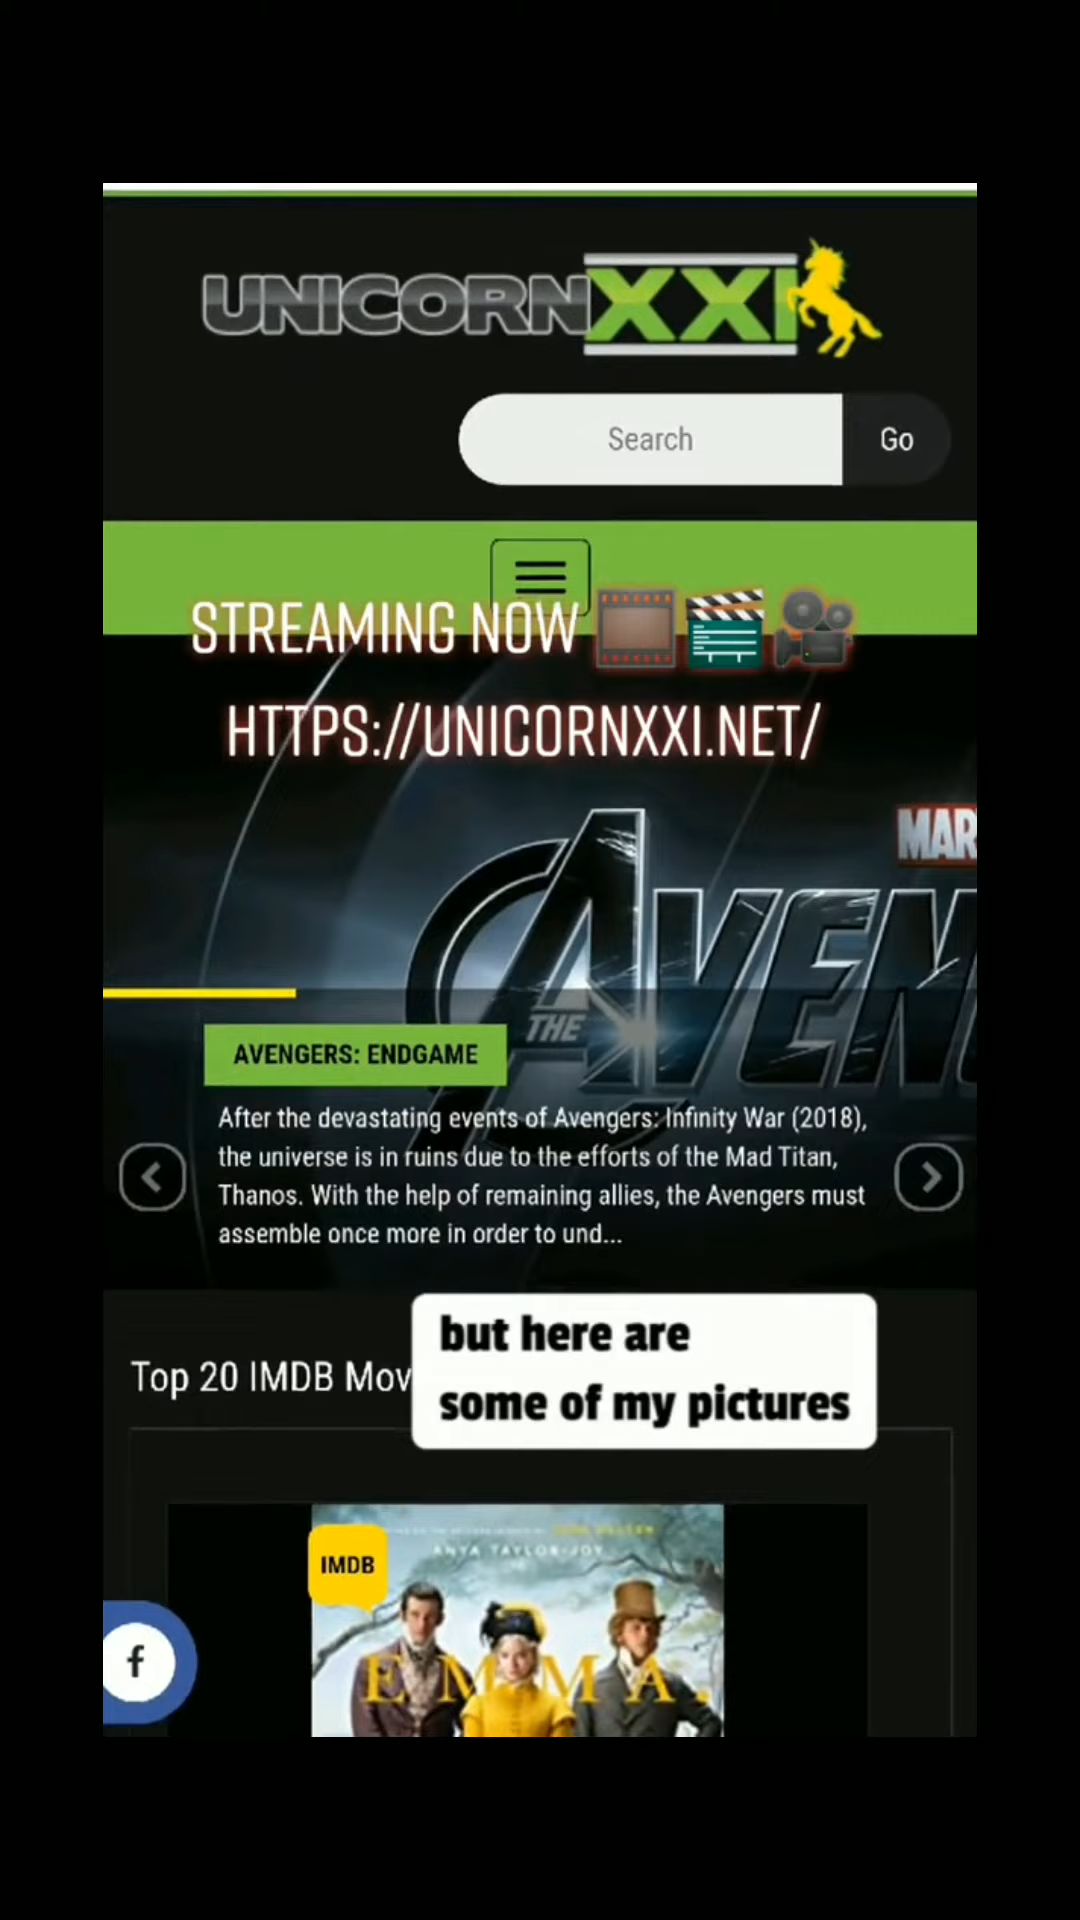 UNICORNXXI
Search
Go
STREAMING NOW
HTTPS://UNICORNXXI.NET/
MAR
AVEN
THE
AVENGERS: ENDGAME
After the devastating events of Avengers: Infinity War (2018),
the universe is in ruins due to the efforts of the Mad Titan,
Thanos. With the help of remaining allies, the Avengers must
assemble once more in order to und...
but here are
some of my pictures
Top 20 IMDB Mov
IMDB
ANYA TAYLOR-JOY
EMMA.
f